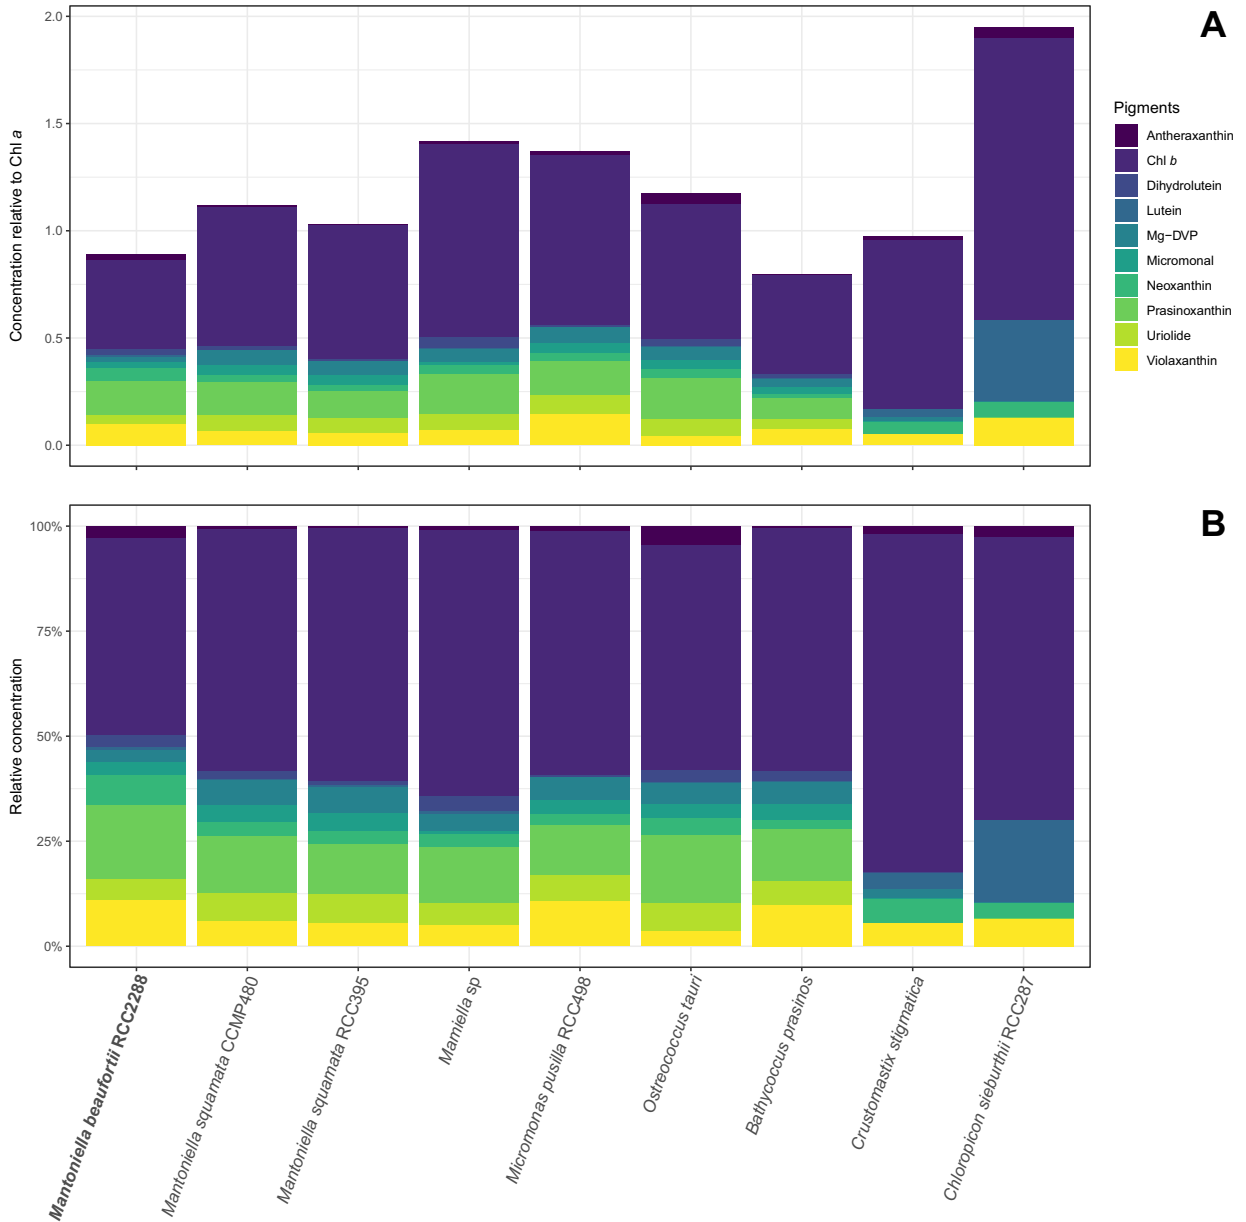 A
2.0
1.5
1.0
0.5
0.0
Concentration relative to Chl a
Pigments
Antheraxanthin
Chl b
Dihydrolutein
Lutein
Mg−DVP
Micromonal
Neoxanthin
Prasinoxanthin
Uriolide
Violaxanthin
B
100%
75%
50%
25%
0%
Relative concentration
Mantoniella beaufortii RCC2288
Mantoniella squamata CCMP480
Mantoniella squamata RCC395
Mamiella sp
Micromonas pusilla RCC498
Ostreococcus tauri
Bathycoccus prasinos
Crustomastix stigmatica
Chloropicon sieburthii RCC287